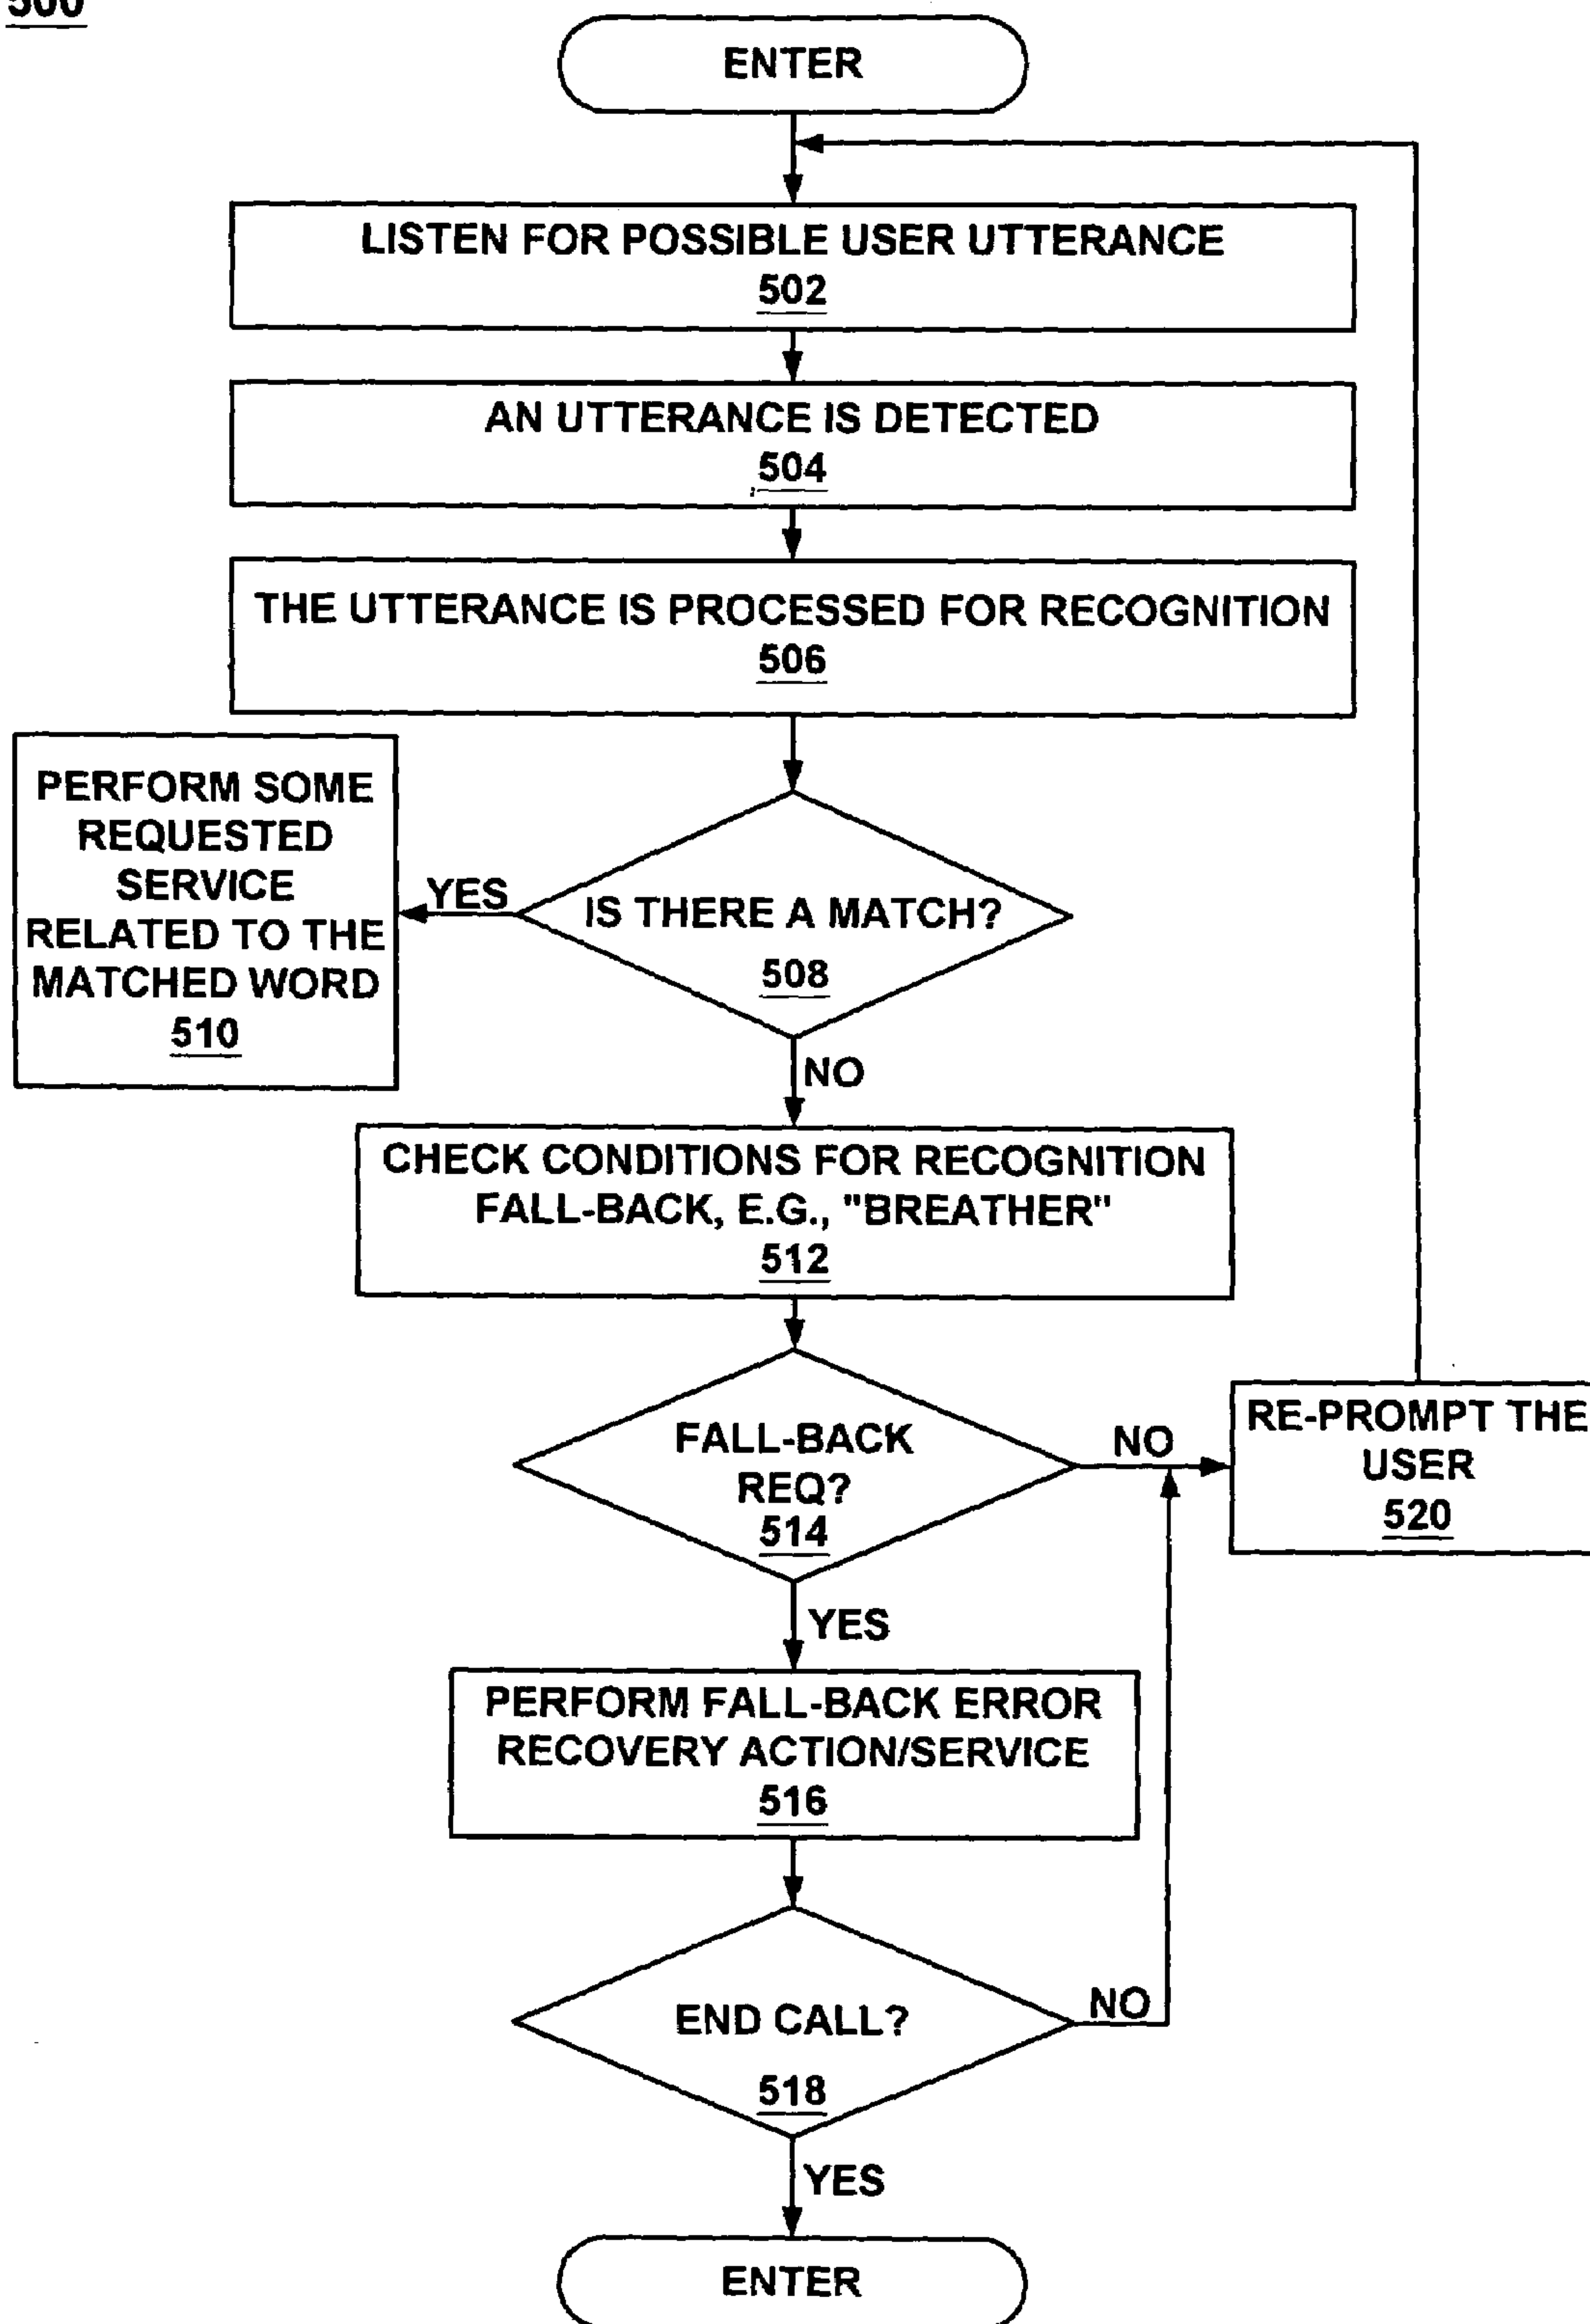 500
ENTER
LISTEN FOR POSSIBLE USER UTTERANCE
502
AN UTTERANCE IS DETECTED
504
THE UTTERANCE IS PROCESSED FOR RECOGNITION
506
PERFORM SOME
REQUESTED
SERVICE
RELATED TO THE
MATCHED WORD
510
YES
IS THERE A MATCH?
508
NO
CHECK CONDITIONS FOR RECOGNITION
FALL-BACK, E.G., "BREATHER"
512
FALL-BACK
REQ?
514
NO
RE-PROMPT THE
USER
520
YES
PERFORM FALL-BACK ERROR
RECOVERY ACTION/SERVICE
516
END CALL?
518
NO
YES
ENTER